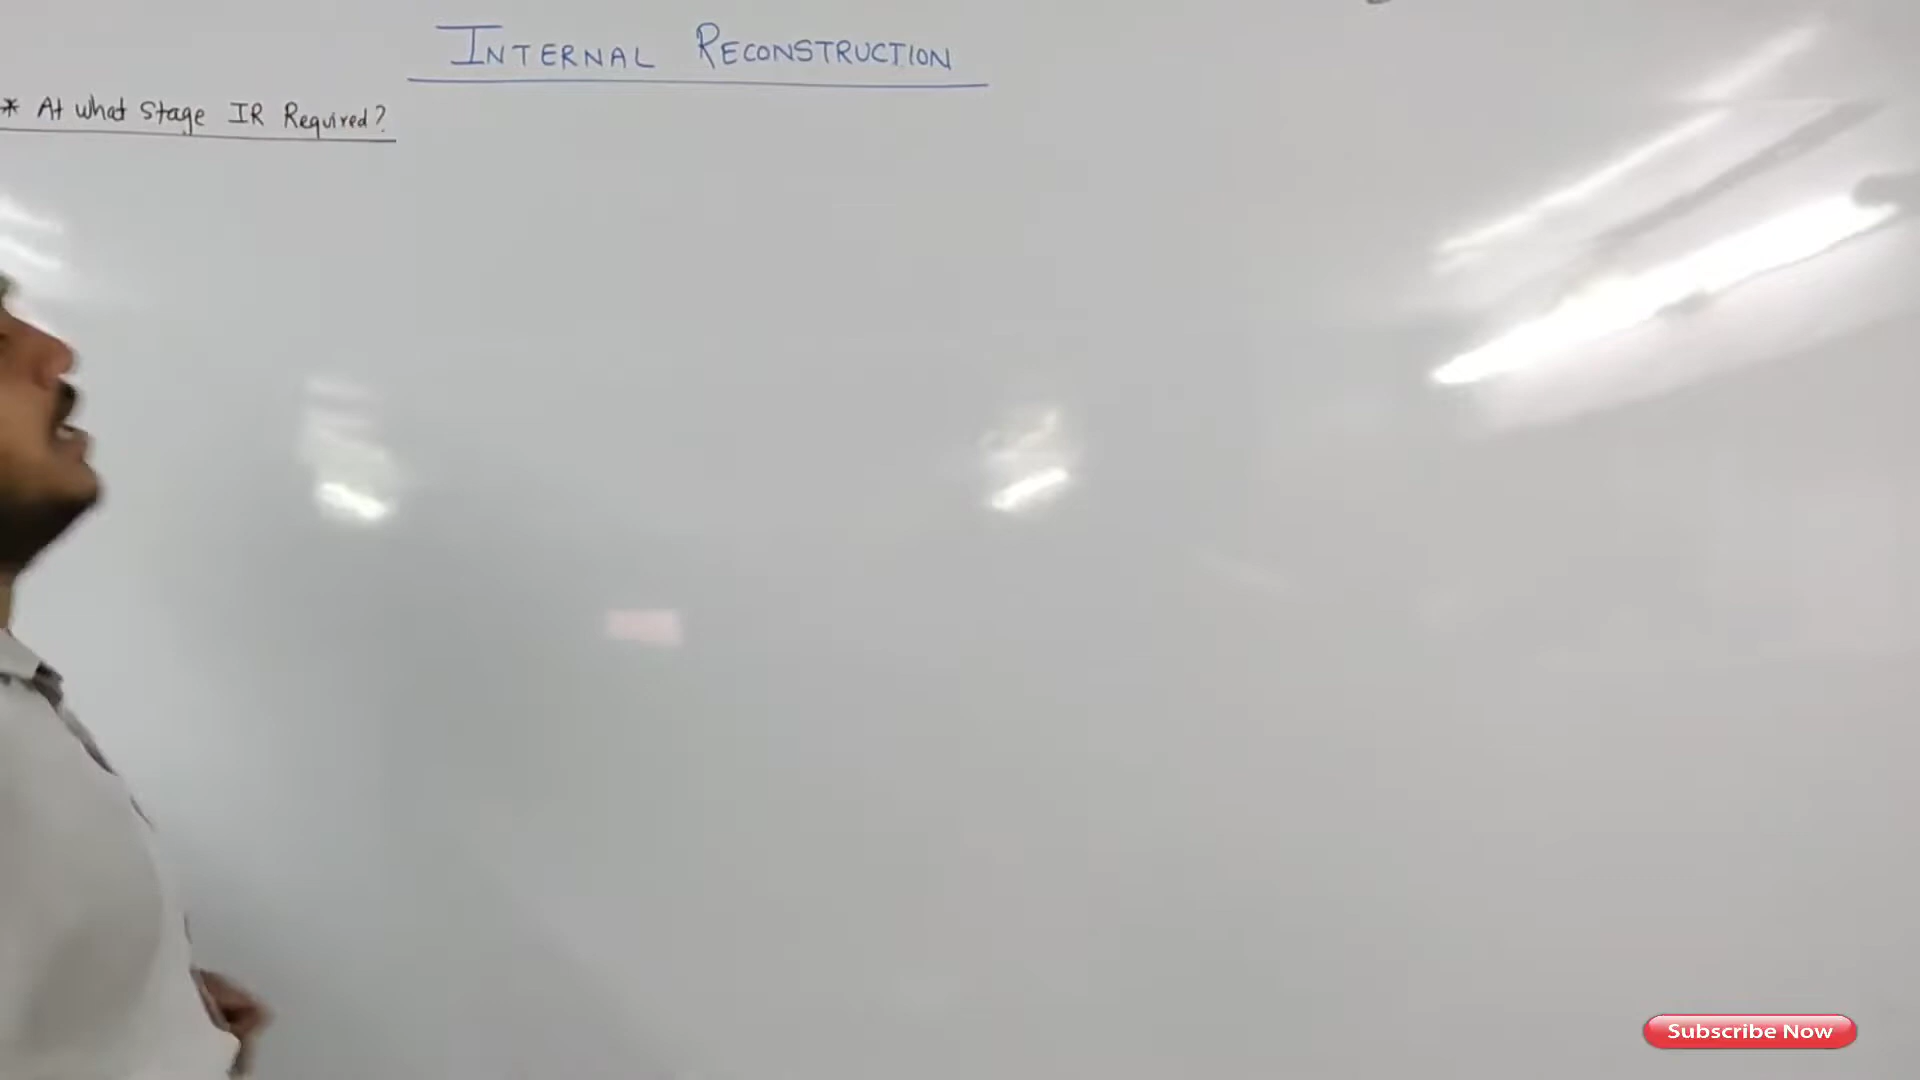 INTERNAL RECONSTRUCTION
* At what stage IR Required?
Subscribe Now